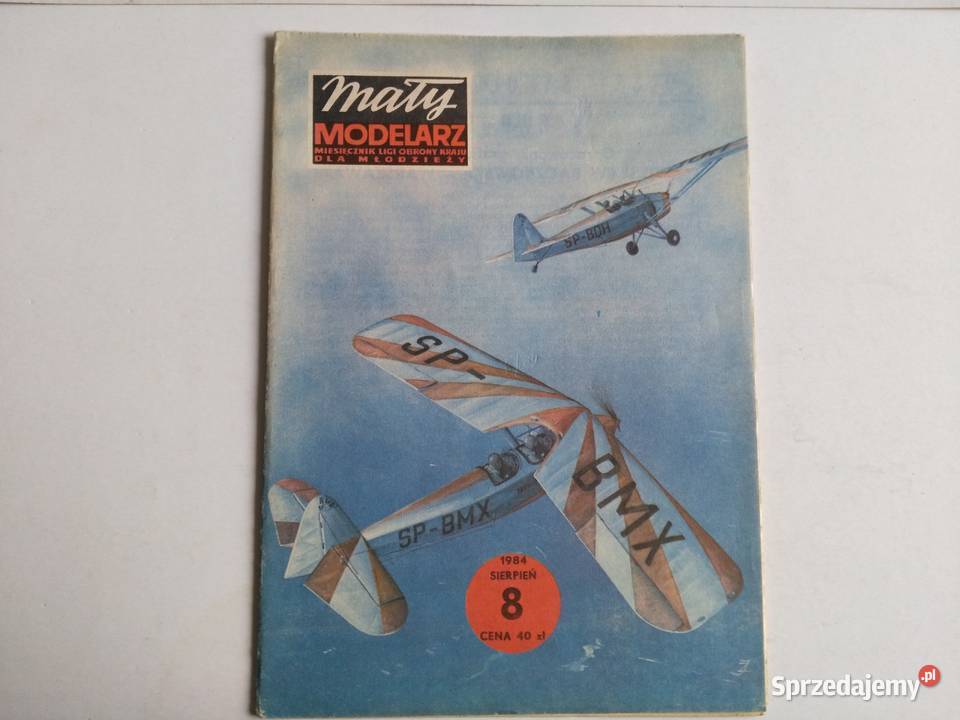 mały
MODELARZ
MIESIĘCZNIK LIGI OBRONY KRAJU
DLA MŁODZIEŻY
SP-BDH
SP-
BMX
SP-BMX
1984
SIERPIEŃ
8
CENA 40 zł
Sprzedajemy.pl